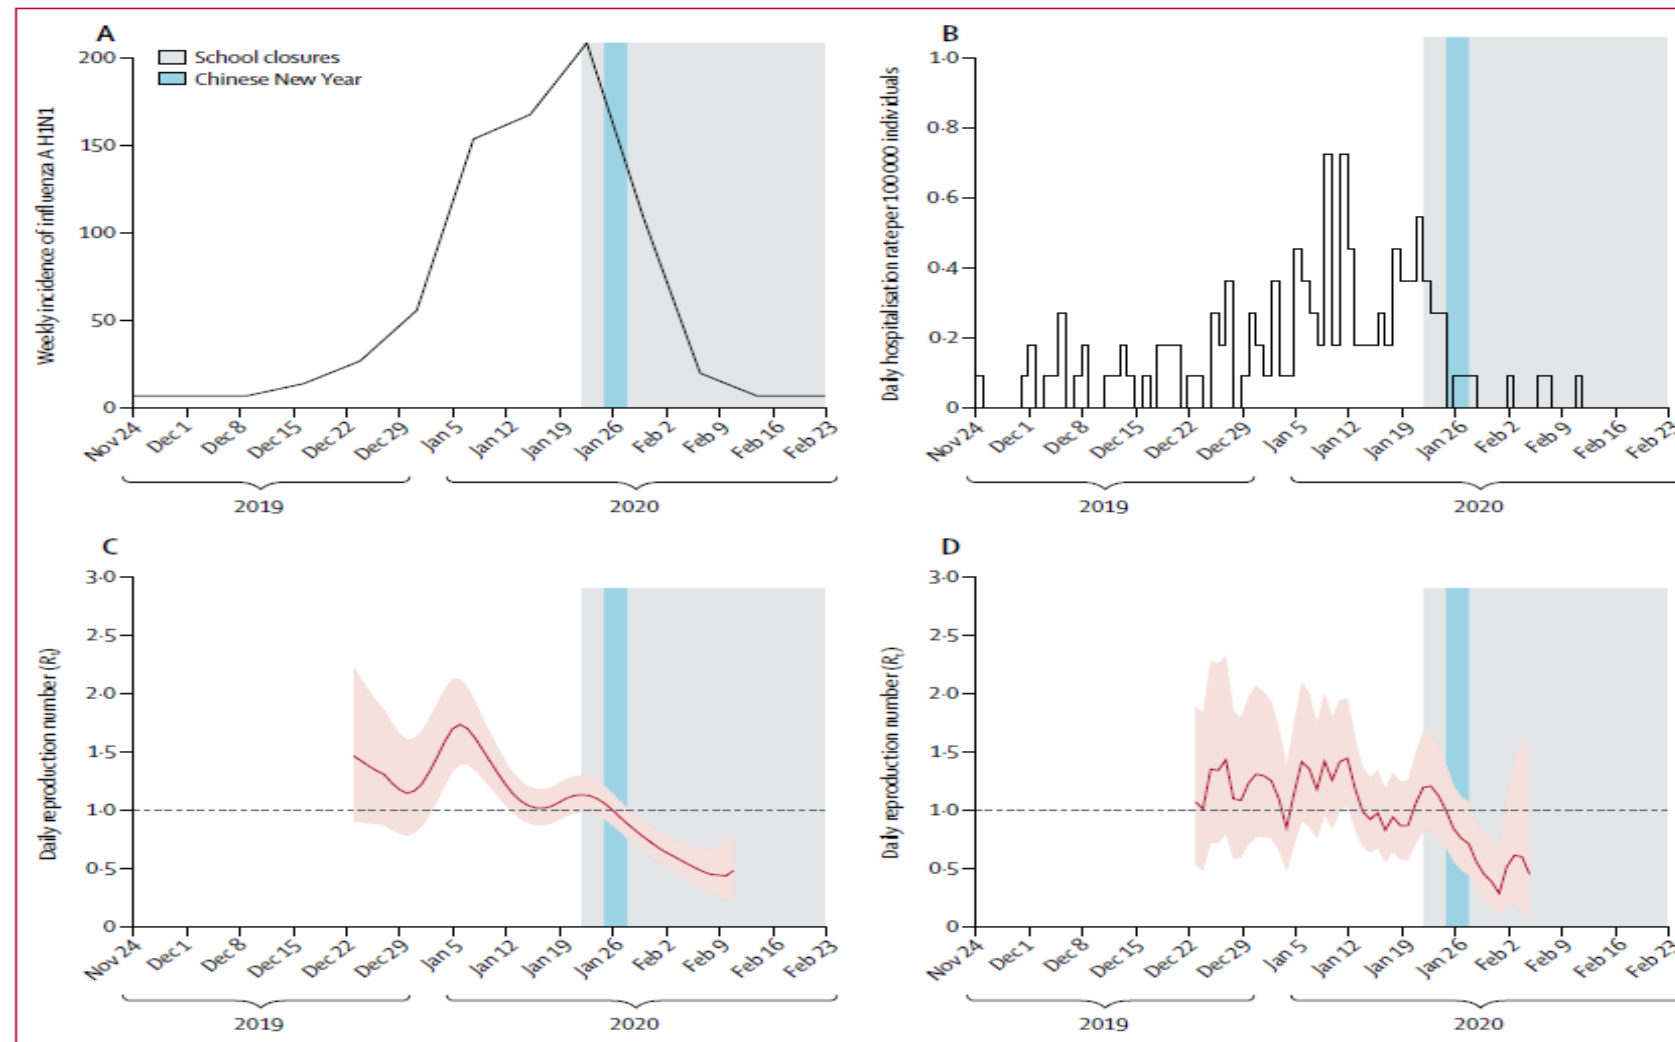 A
Weekly incidence of influenza AH1N1
200
150
100
50
0
School closures
Chinese New Year
Nov 24
Dec 1
Dec 8
Dec 15
Dec 22
Dec 29
Jan 5
Jan 12
Jan 19
Jan 26
Feb 2
Feb 9
Feb 16
Feb 23
2019
2020
B
Daily hospitalisation rate per 100 000 individuals
1·0
0·8
0·6
0·4
0·2
0
Nov 24
Dec 1
Dec 8
Dec 15
Dec 22
Dec 29
Jan 5
Jan 12
Jan 19
Jan 26
Feb 2
Feb 9
Feb 16
Feb 23
2019
2020
C
Daily reproduction number (Rt)
3·0
2·5
2·0
1·5
1·0
0·5
0
Nov 24
Dec 1
Dec 8
Dec 15
Dec 22
Dec 29
Jan 5
Jan 12
Jan 19
Jan 26
Feb 2
Feb 9
Feb 16
Feb 23
2019
2020
D
Daily reproduction number (Rt)
3·0
2·5
2·0
1·5
1·0
0·5
0
Nov 24
Dec 1
Dec 8
Dec 15
Dec 22
Dec 29
Jan 5
Jan 12
Jan 19
Jan 26
Feb 2
Feb 9
Feb 16
Feb 23
2019
2020